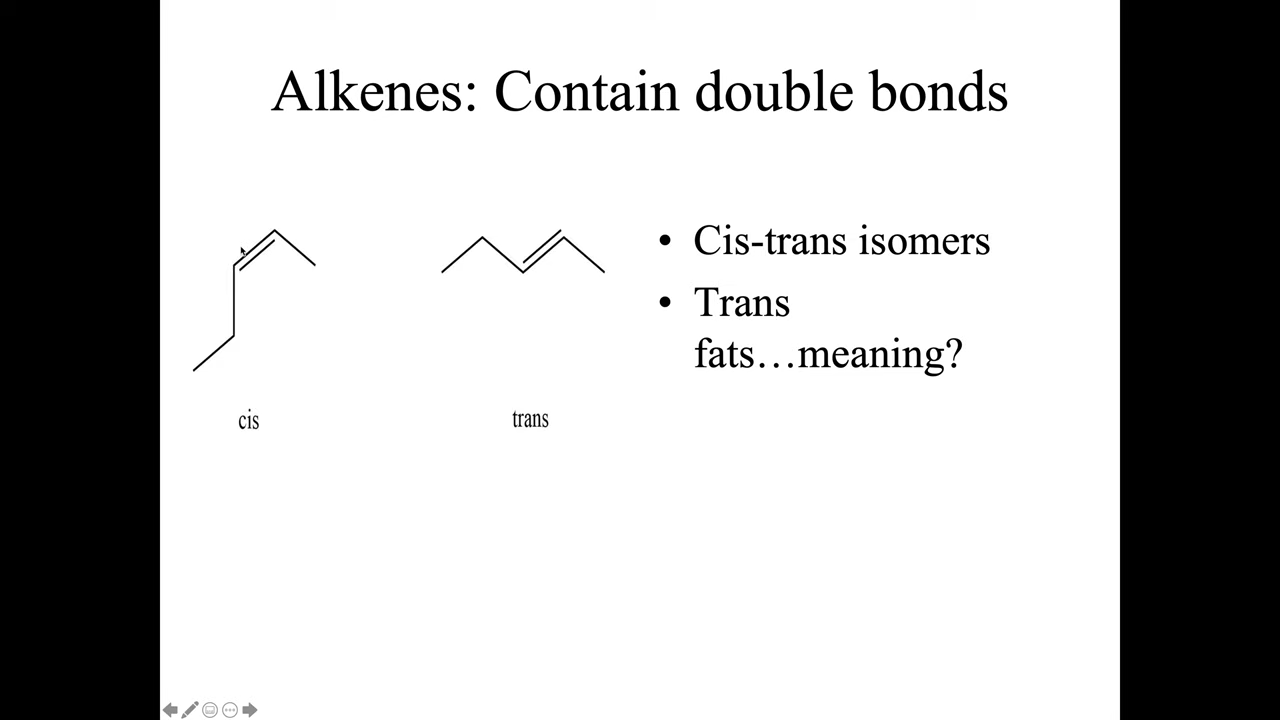 Alkenes: Contain double bonds
• Cis-trans isomers
• Trans
fats…meaning?
cis
trans